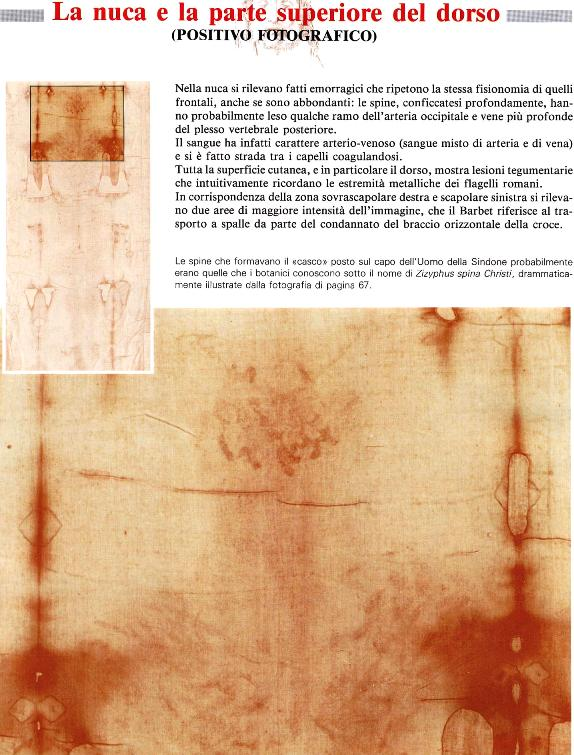 La nuca e la parte superiore del dorso
(POSITIVO FOTOGRAFICO)
Nella nuca si rilevano fatti emorragici che ripetono la stessa fisionomia di quelli
frontali, anche se sono abbondanti: le spine, conficcatesi profondamente, han-
no probabilmente leso qualche ramo dell'arteria occipitale e vene più profonde
del plesso vertebrale posteriore.
Il sangue ha infatti carattere arterio-venoso (sangue misto di arteria e di vena)
e si è fatto strada tra i capelli coagulandosi.
Tutta la superficie cutanea, e in particolare il dorso, mostra lesioni tegumentarie
che intuitivamente ricordano le estremità metalliche dei flagelli romani.
In corrispondenza della zona sovrascapolare destra e scapolare sinistra si rileva-
no due aree di maggiore intensità dell'immagine, che il Barbet riferisce al tra-
sporto a spalle da parte del condannato del braccio orizzontale della croce.
Le spine che formavano il «casco» posto sul capo dell'Uomo della Sindone probabilmente
erano quelle che i botanici conoscono sotto il nome di Zizyphus spina Christi, drammatica-
mente illustrate dalla fotografia di pagina 67.